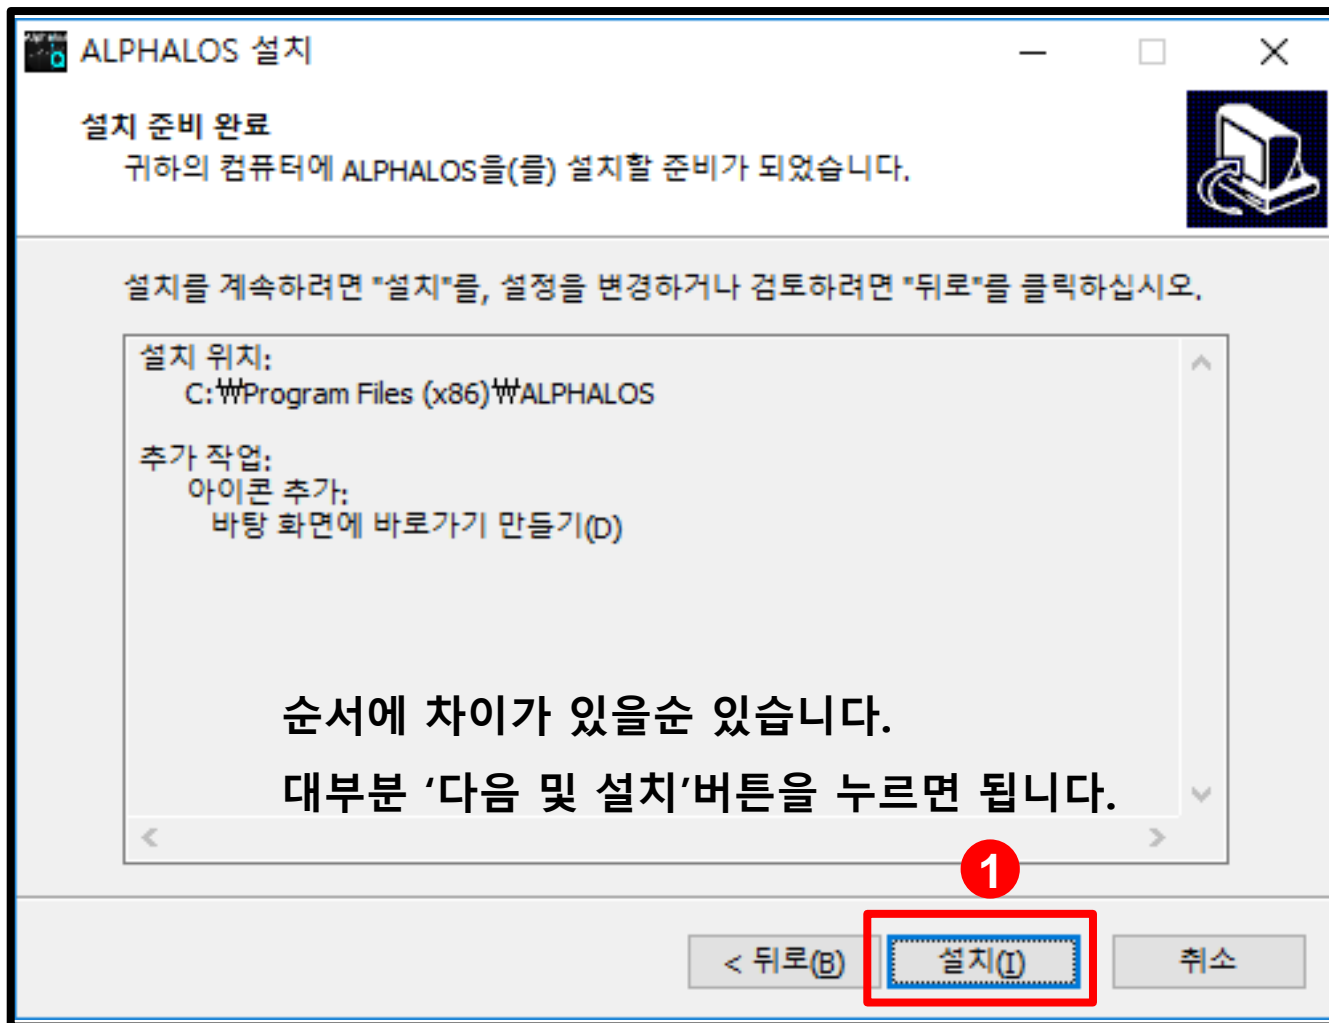 ALPHALOS 설치
설치 준비 완료
귀하의 컴퓨터에 ALPHALOS을(를) 설치할 준비가 되었습니다.
설치를 계속하려면 "설치"를, 설정을 변경하거나 검토하려면 "뒤로"를 클릭하십시오.
설치 위치:
C:₩Program Files (x86)₩ALPHALOS
추가 작업:
아이콘 추가:
바탕 화면에 바로가기 만들기(D)
순서에 차이가 있을순 있습니다.
대부분 ‘다음 및 설치’버튼을 누르면 됩니다.
1
< 뒤로(B)
설치(I)
취소